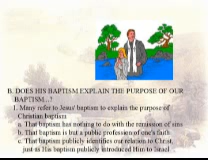 B. DOES HIS BAPTISM EXPLAIN THE PURPOSE OF OUR
BAPTISM...?
1. Many refer to Jesus' baptism to explain the purpose of
Christian baptism
a. That baptism has nothing to do with the remission of sins
b. That baptism is but a public profession of one's faith
c. That baptism publicly identifies our relation to Christ,
just as His baptism publicly introduced Him to Israel